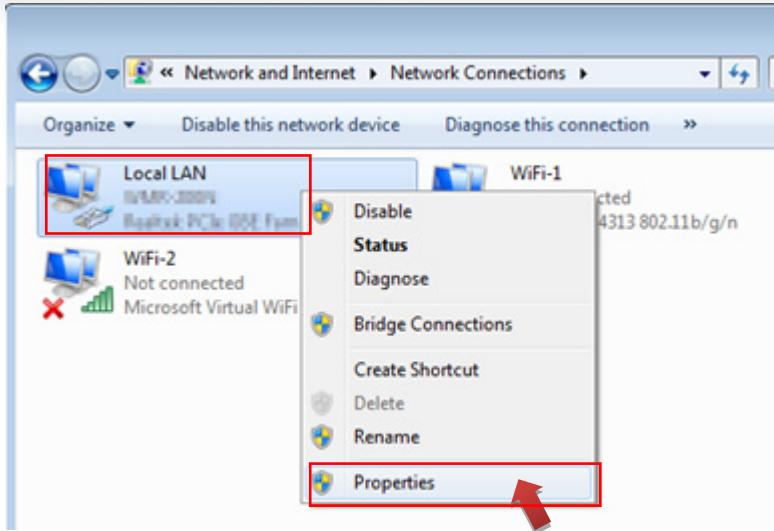 « Network and Internet Network Connections
Organize Disable this network device Diagnose this connection »
Local LAN
WiFi-1
cted
4313 802.11b/g/n
WiFi-2
Not connected
Microsoft Virtual WiFi
Disable
Status
Diagnose
Bridge Connections
Create Shortcut
Delete
Rename
Properties